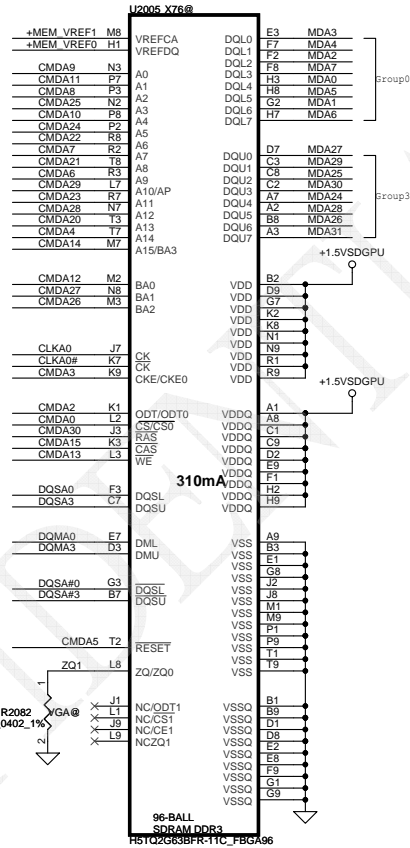 U2005 X76@
+MEM_VREF1 M8 VREFCA
+MEM_VREF0 H1 VREFDQ
CMDA9 N3 A0
CMDA11 P7 A1
CMDA8 P3 A2
CMDA25 N2 A3
CMDA10 P8 A4
CMDA24 P2 A5
CMDA22 R8 A6
CMDA7 R2 A7
CMDA21 T8 A8
CMDA6 R3 A9
CMDA29 L7 A10/AP
CMDA23 R7 A11
CMDA28 N7 A12
CMDA20 T3 A13
CMDA4 T7 A14
CMDA14 M7 A15/BA3
CMDA12 M2 BA0
CMDA27 N8 BA1
CMDA26 M3 BA2
CLKA0 J7 CK
CLKA0# K7 CK
CMDA3 K9 CKE/CKE0
CMDA2 K1 ODT/ODT0
CMDA0 L2 CS/CS0
CMDA30 J3 RAS
CMDA15 K3 CAS
CMDA13 L3 WE
DQSA0 F3 DQSL
DQSA3 C7 DQSU
DQMA0 E7 DML
DQMA3 D3 DMU
DQSA#0 G3 DQSL
DQSA#3 B7 DQSU
CMDA5 T2 RESET
ZQ1 L8 ZQ/ZQ0
1
R2082 VGA@
0402_1%
2
J1 NC/ODT1
L1 NC/CS1
J9 NC/CE1
L9 NCZQ1
DQL0 E3 MDA3
DQL1 F7 MDA4
DQL2 F2 MDA2
DQL3 F8 MDA7
DQL4 H3 MDA0
DQL5 H8 MDA5
DQL6 G2 MDA1
DQL7 H7 MDA6
Group0
DQU0 D7 MDA27
DQU1 C3 MDA29
DQU2 C8 MDA25
DQU3 C2 MDA30
DQU4 A7 MDA24
DQU5 A2 MDA28
DQU6 B8 MDA26
DQU7 A3 MDA31
Group3
+1.5VSDGPU
VDD B2
VDD D9
VDD G7
VDD K2
VDD K8
VDD N1
VDD N9
VDD R1
VDD R9
+1.5VSDGPU
VDDQ A1
VDDQ A8
VDDQ C1
VDDQ C9
VDDQ D2
VDDQ E9
VDDQ F1
VDDQ H2
VDDQ H9
310mA
VSS A9
VSS B3
VSS E1
VSS G8
VSS J2
VSS J8
VSS M1
VSS M9
VSS P1
VSS P9
VSS T1
VSS T9
VSSQ B1
VSSQ B9
VSSQ D1
VSSQ D8
VSSQ E2
VSSQ E8
VSSQ F9
VSSQ G1
VSSQ G9
96-BALL
SDRAM DDR3
H5TQ2G63BFR-11C_FBGA96